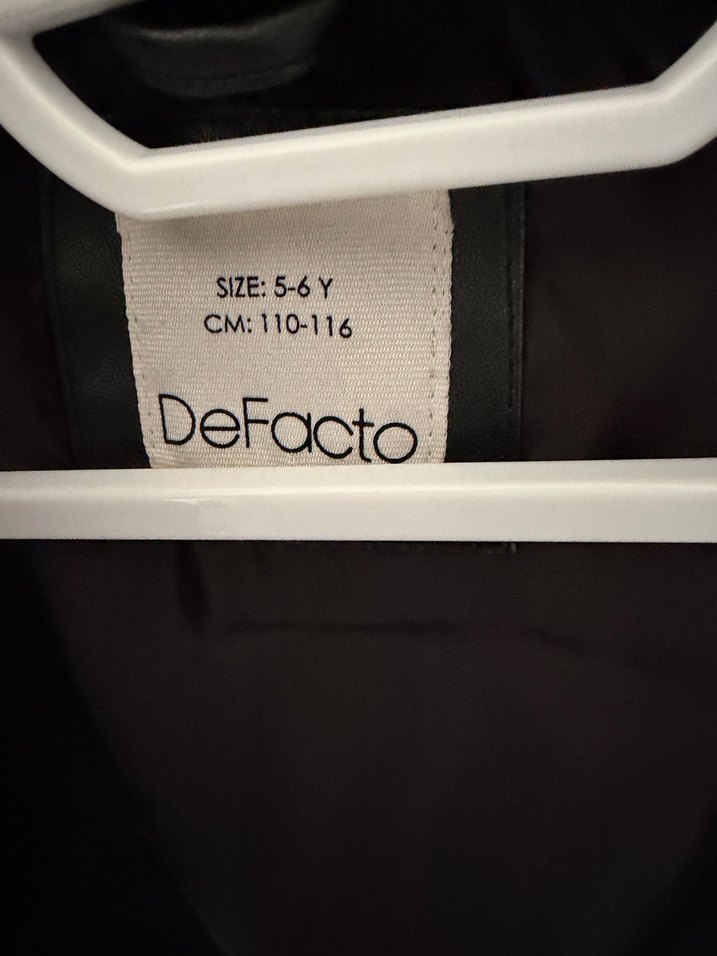 SIZE: 5-6 Y
CM: 110-116
DeFacto